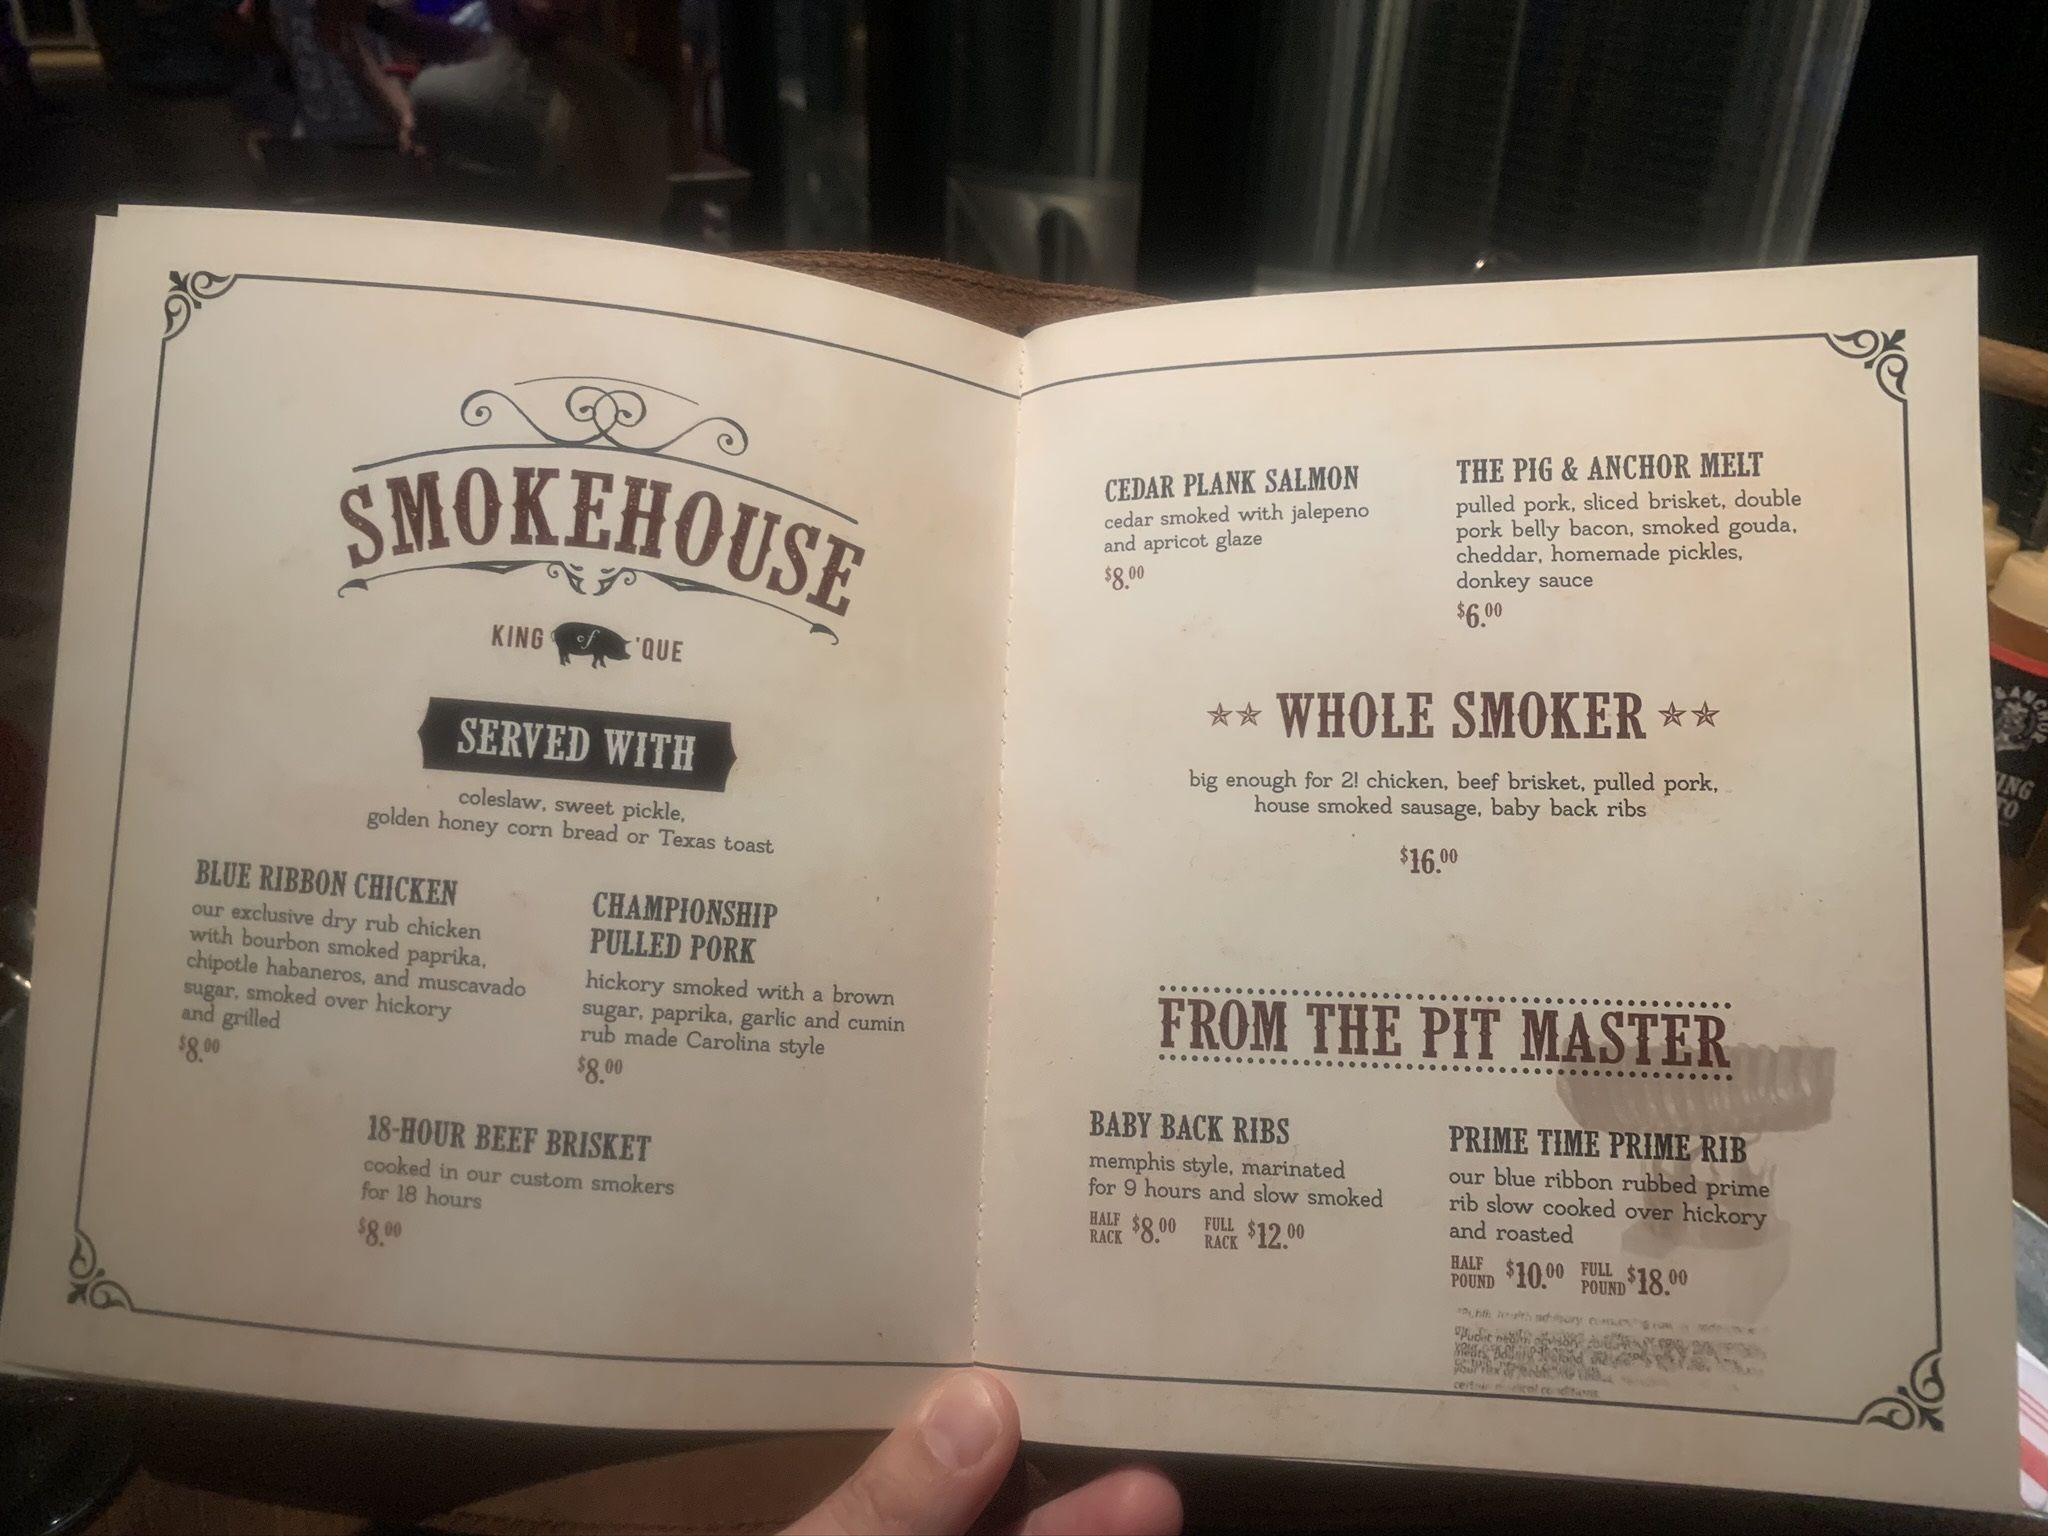 SMOKEHOUSE
KING of 'QUE
SERVED WITH
coleslaw, sweet pickle,
golden honey corn bread or Texas toast
BLUE RIBBON CHICKEN
our exclusive dry rub chicken
with bourbon smoked paprika,
chipotle habaneros, and muscavado
sugar, smoked over hickory
and grilled
$8.00
CHAMPIONSHIP
PULLED PORK
hickory smoked with a brown
sugar, paprika, garlic and cumin
rub made Carolina style
$8.00
18-HOUR BEEF BRISKET
cooked in our custom smokers
for 18 hours
$8.00
CEDAR PLANK SALMON
cedar smoked with jalepeno
and apricot glaze
$8.00
THE PIG & ANCHOR MELT
pulled pork, sliced brisket, double
pork belly bacon, smoked gouda,
cheddar, homemade pickles,
donkey sauce
$6.00
WHOLE SMOKER
big enough for 2! chicken, beef brisket, pulled pork,
house smoked sausage, baby back ribs
$16.00
FROM THE PIT MASTER
BABY BACK RIBS
memphis style, marinated
for 9 hours and slow smoked
HALF RACK $8.00 FULL RACK $12.00
PRIME TIME PRIME RIB
our blue ribbon rubbed prime
rib slow cooked over hickory
and roasted
HALF POUND $10.00 FULL POUND $18.00
conditions
ANCHOR